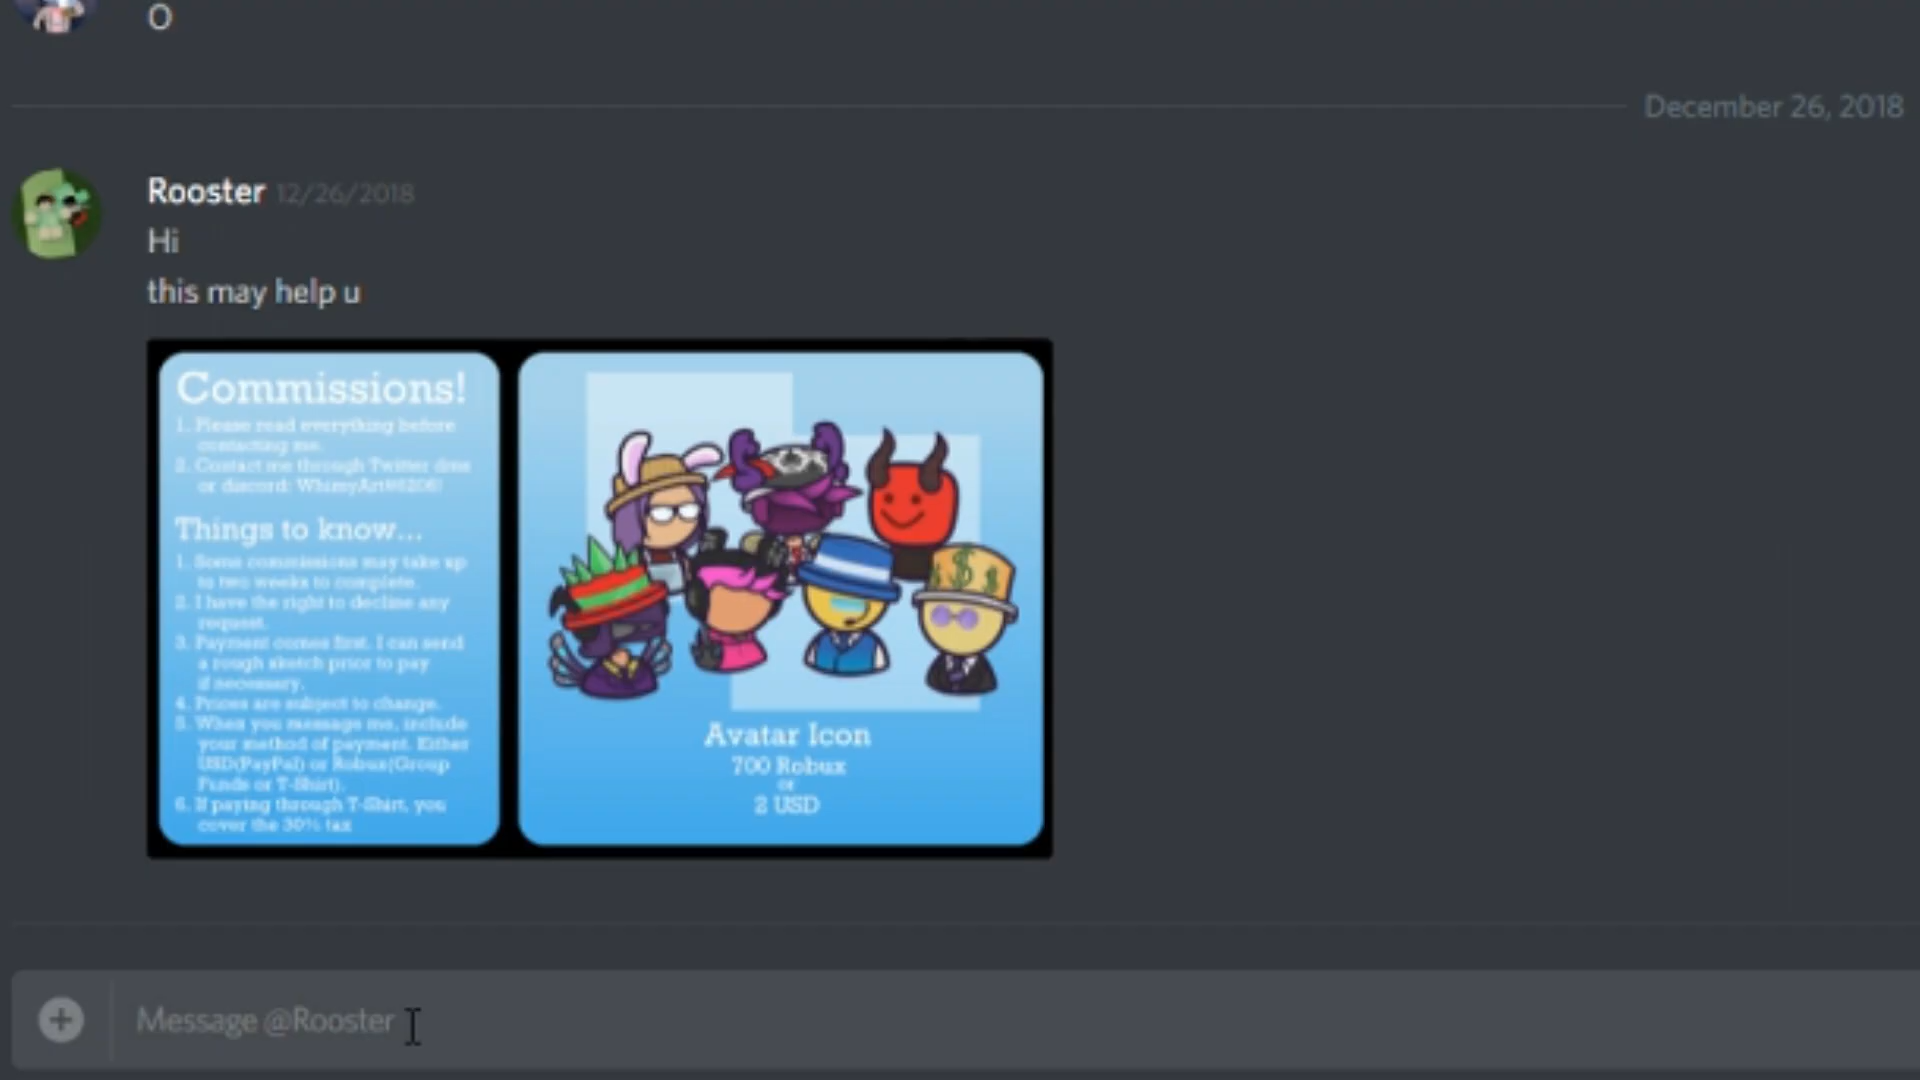 O
December 26, 2018
Rooster 12/26/2018
Hi
this may help u
Commissions!
1. Please read everything before
contacting me.
2. Contact me through Twitter dms
or discord:
Things to know...
1. Some commissions may take up
to two weeks to complete.
2. I have the right to decline any
request.
3. Payment comes first. I can send
a rough sketch prior to pay
if necessary.
4. Prices are subject to change.
5. When you message me, include
your method of payment. Either
USD(PayPal) or Robux(Group
Funds or T-Shirt).
6. If paying through T-Shirt, you
cover the 30% tax
Avatar Icon
700 Robux
or
2 USD
Message @Rooster